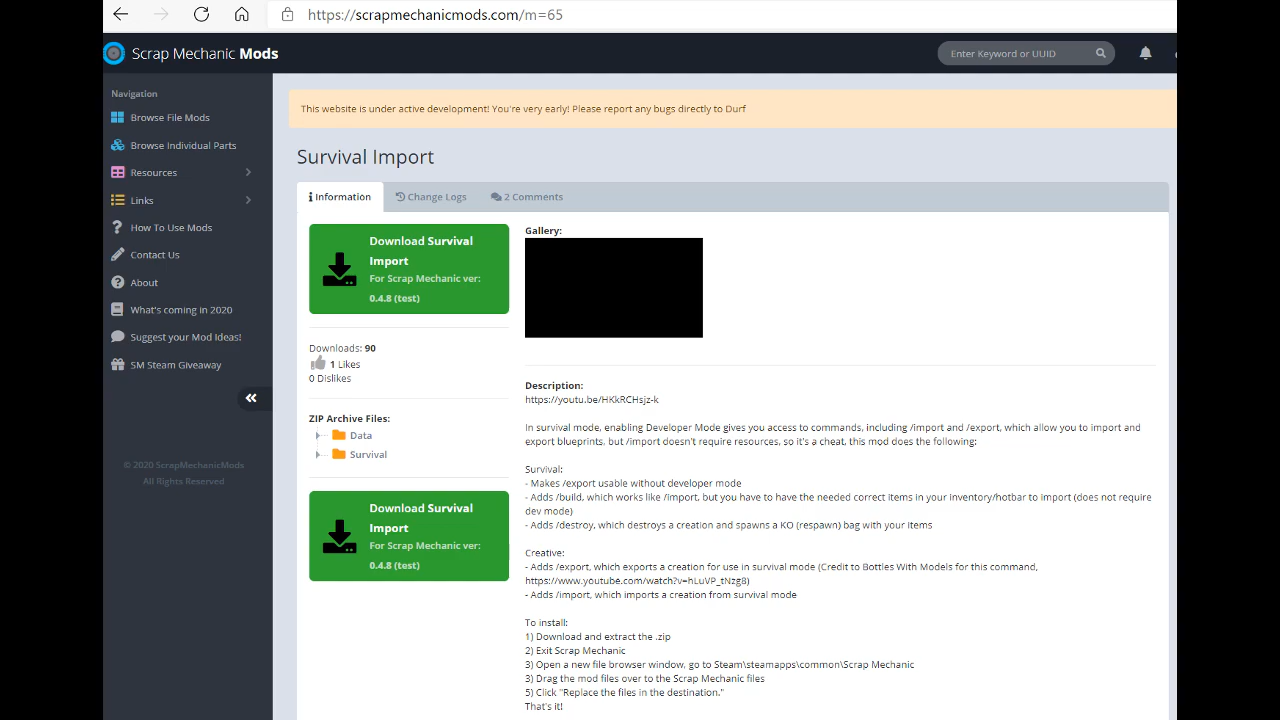 https://scrapmechanicmods.com/m=65
Scrap Mechanic Mods
Enter Keyword or UUID
Navigation
Browse File Mods
Browse Individual Parts
Resources
Links
How To Use Mods
Contact Us
About
What's coming in 2020
Suggest your Mod Ideas!
SM Steam Giveaway
© 2020 ScrapMechanicMods
All Rights Reserved
This website is under active development! You're very early! Please report any bugs directly to Durf
Survival Import
Information
Change Logs
2 Comments
Download Survival
Import
For Scrap Mechanic ver:
0.4.8 (test)
Downloads: 90
1 Likes
0 Dislikes
ZIP Archive Files:
Data
Survival
Download Survival
Import
For Scrap Mechanic ver:
0.4.8 (test)
Gallery:
Description:
https://youtu.be/HKkRCHsjz-k
In survival mode, enabling Developer Mode gives you access to commands, including /import and /export, which allow you to import and
export blueprints, but /import doesn't require resources, so it's a cheat, this mod does the following:
Survival:
- Makes /export usable without developer mode
- Adds /build, which works like /import, but you have to have the needed correct items in your inventory/hotbar to import (does not require
dev mode)
- Adds /destroy, which destroys a creation and spawns a KO (respawn) bag with your items
Creative:
- Adds /export, which exports a creation for use in survival mode (Credit to Bottles With Models for this command,
https://www.youtube.com/watch?v=hLuVP_tNzg8)
- Adds /import, which imports a creation from survival mode
To install:
1) Download and extract the .zip
2) Exit Scrap Mechanic
3) Open a new file browser window, go to Steam\steamapps\common\Scrap Mechanic
3) Drag the mod files over to the Scrap Mechanic files
5) Click "Replace the files in the destination."
That's it!